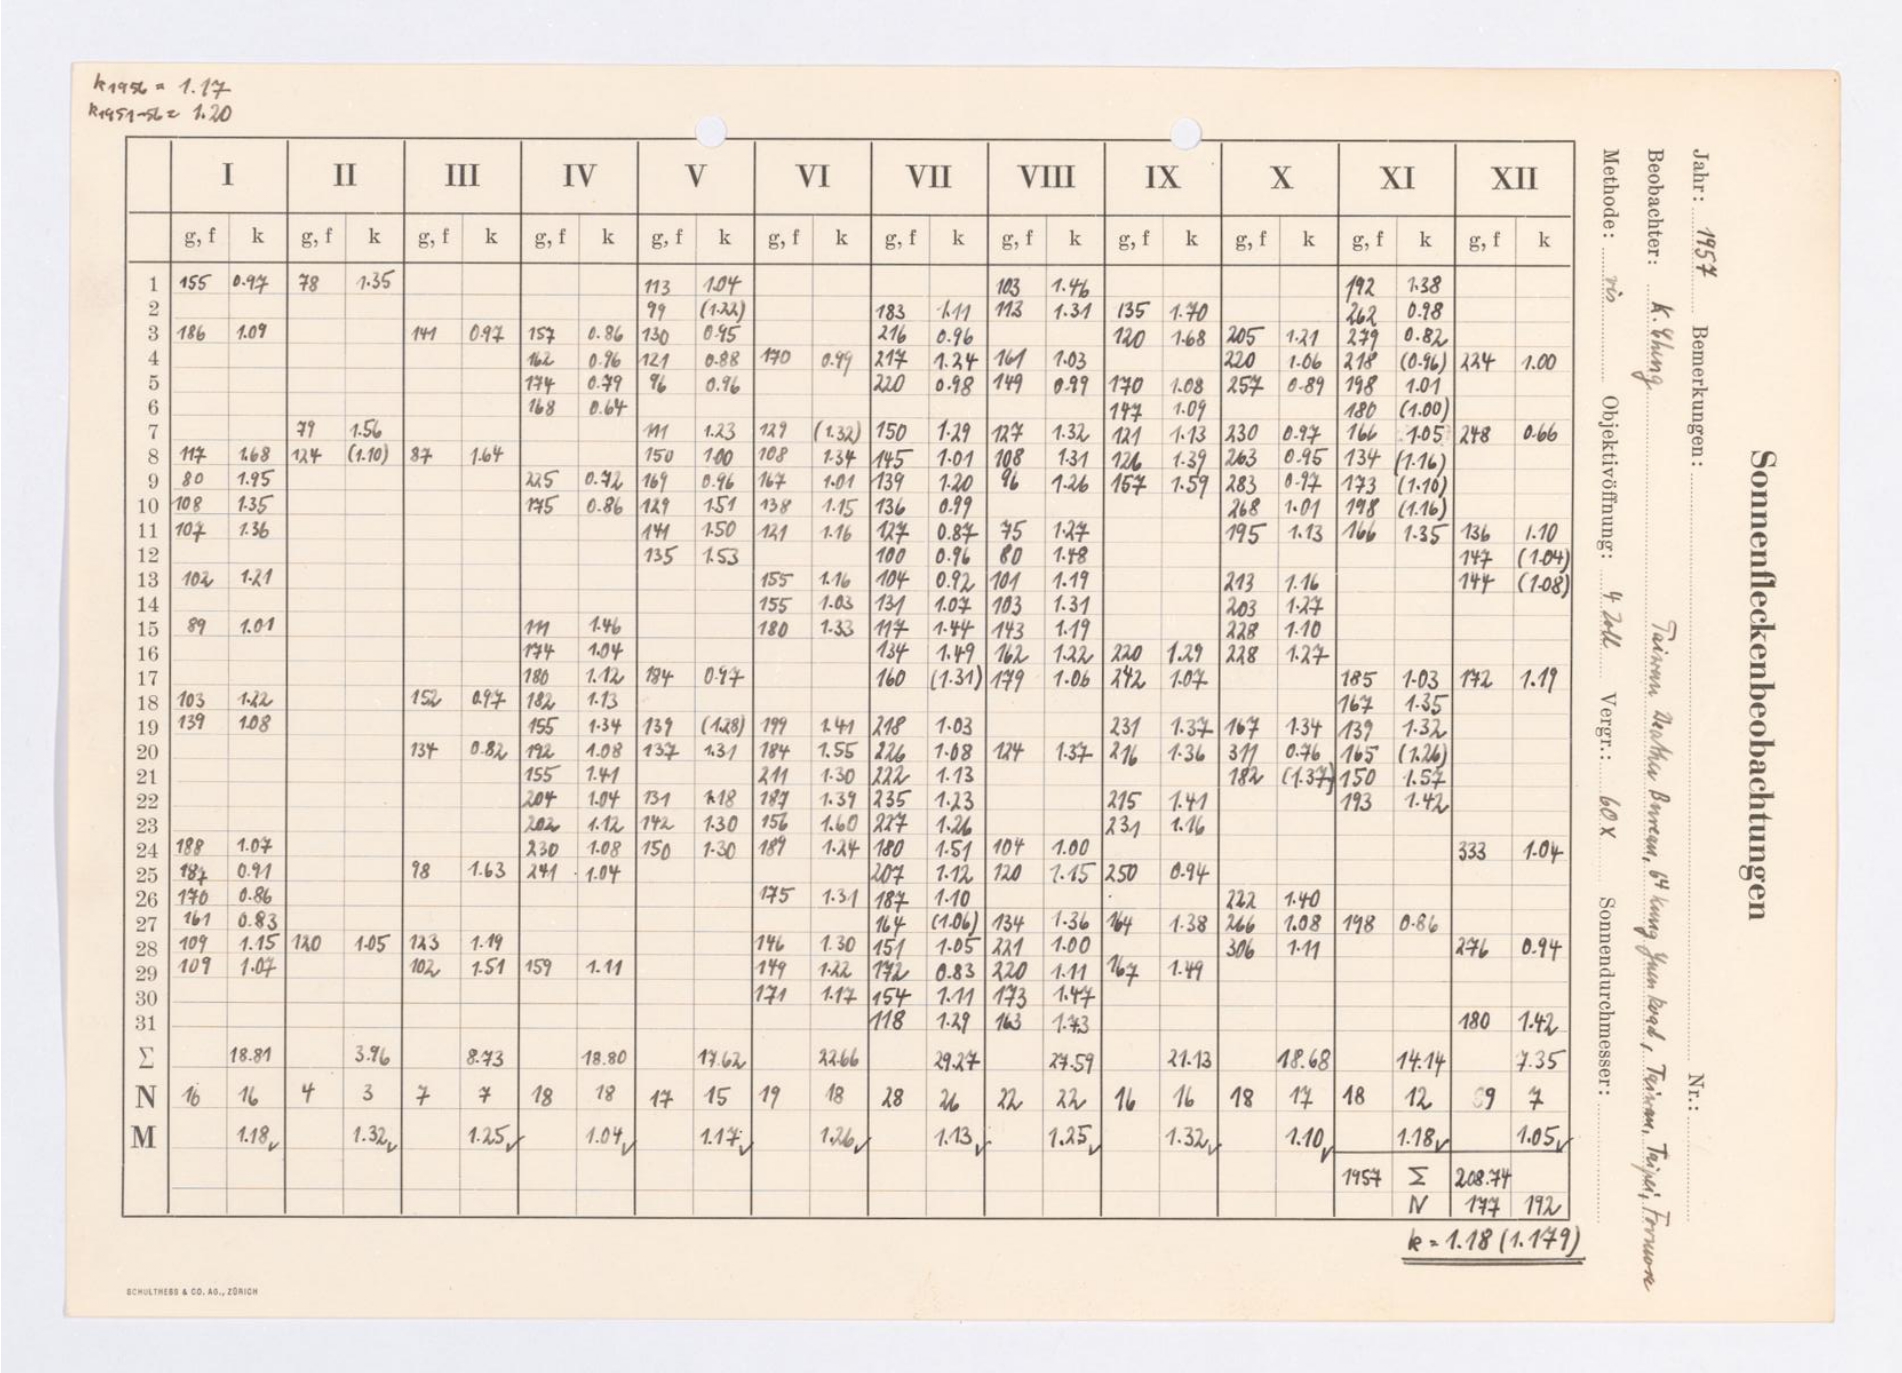 k1956 = 1.17
k1951-56 = 1.20
I II III IV V VI VII VIII IX X XI XII
g, f k g, f k g, f k g, f k g, f k g, f k g, f k g, f k g, f k g, f k g, f k g, f k
1 155 0.97 78 1.35 113 1.04 103 1.46 192 1.38
2 99 (1.22) 183 1.11 113 1.31 135 1.70 262 0.98
3 186 1.09 141 0.97 157 0.86 130 0.95 216 0.96 120 1.68 205 1.21 279 0.82
4 162 0.96 121 0.88 170 0.99 217 1.24 161 1.03 220 1.06 218 (0.96) 224 1.00
5 174 0.79 96 0.96 220 0.98 149 0.99 170 1.08 257 0.89 198 1.01
6 168 0.64 147 1.09 180 (1.00)
7 79 1.56 111 1.23 129 (1.32) 150 1.29 127 1.32 121 1.13 230 0.97 166 1.05 248 0.66
8 117 1.68 124 (1.10) 87 1.64 150 1.00 108 1.34 145 1.01 108 1.31 126 1.39 263 0.95 134 (1.16)
9 80 1.95 225 0.72 169 0.96 167 1.01 139 1.20 96 1.26 157 1.59 283 0.97 173 (1.10)
10 108 1.35 175 0.86 129 1.51 138 1.15 136 0.99 268 1.01 198 (1.16)
11 107 1.36 141 1.50 121 1.16 127 0.87 75 1.27 195 1.13 166 1.35 136 1.10
12 135 1.53 100 0.96 80 1.48 147 (1.04)
13 102 1.21 155 1.16 104 0.92 101 1.19 213 1.16 144 (1.08)
14 155 1.03 131 1.07 103 1.31 203 1.27
15 89 1.01 111 1.46 180 1.33 117 1.44 143 1.19 228 1.10
16 174 1.04 134 1.49 162 1.22 220 1.29 228 1.27
17 180 1.12 184 0.97 160 (1.31) 179 1.06 242 1.07 185 1.03 172 1.19
18 103 1.22 152 0.97 182 1.13 167 1.35
19 139 1.08 155 1.34 139 (1.28) 199 1.41 218 1.03 231 1.37 167 1.34 139 1.32
20 134 0.82 192 1.08 137 1.31 184 1.55 226 1.08 124 1.37 216 1.36 311 0.76 165 (1.26)
21 155 1.41 211 1.30 222 1.13 182 (1.37) 150 1.57
22 204 1.04 131 1.18 187 1.39 235 1.23 215 1.41 193 1.42
23 202 1.12 142 1.30 156 1.60 227 1.26 231 1.16
24 188 1.07 230 1.08 150 1.30 189 1.24 180 1.51 104 1.00 333 1.04
25 187 0.91 98 1.63 241 1.04 207 1.12 120 1.15 250 0.94
26 170 0.86 175 1.31 187 1.10 222 1.40
27 161 0.83 164 (1.06) 134 1.36 164 1.38 266 1.08 198 0.86
28 109 1.15 120 1.05 123 1.19 146 1.30 151 1.05 221 1.00 306 1.11 276 0.94
29 109 1.07 102 1.51 159 1.11 149 1.22 172 0.83 220 1.11 167 1.49
30 171 1.17 154 1.11 173 1.47
31 118 1.29 163 1.73 180 1.42
Σ 18.81 3.96 8.73 18.80 17.62 22.66 29.27 27.59 21.13 18.68 14.14 7.35
N 16 16 4 3 7 7 18 18 17 15 19 18 28 26 22 22 16 16 18 17 18 12 9 7
M 1.18 1.32 1.25 1.04 1.17 1.26 1.13 1.25 1.32 1.10 1.18 1.05
1957 Σ 208.74
N 177 192
k = 1.18 (1.179)
SCHULTHESS & CO. AG., ZÜRICH
Sonnenfleckenbeobachtungen
Jahr: 1957 Bemerkungen: Nr.:
Beobachter: K. Ching Taiwan Weather Bureau, 64 Kung Yuan Road, Taiwan, Taipei, Formosa
Methode: vis Objektivöffnung: 4 Zoll Vergr.: 60x Sonnendurchmesser: